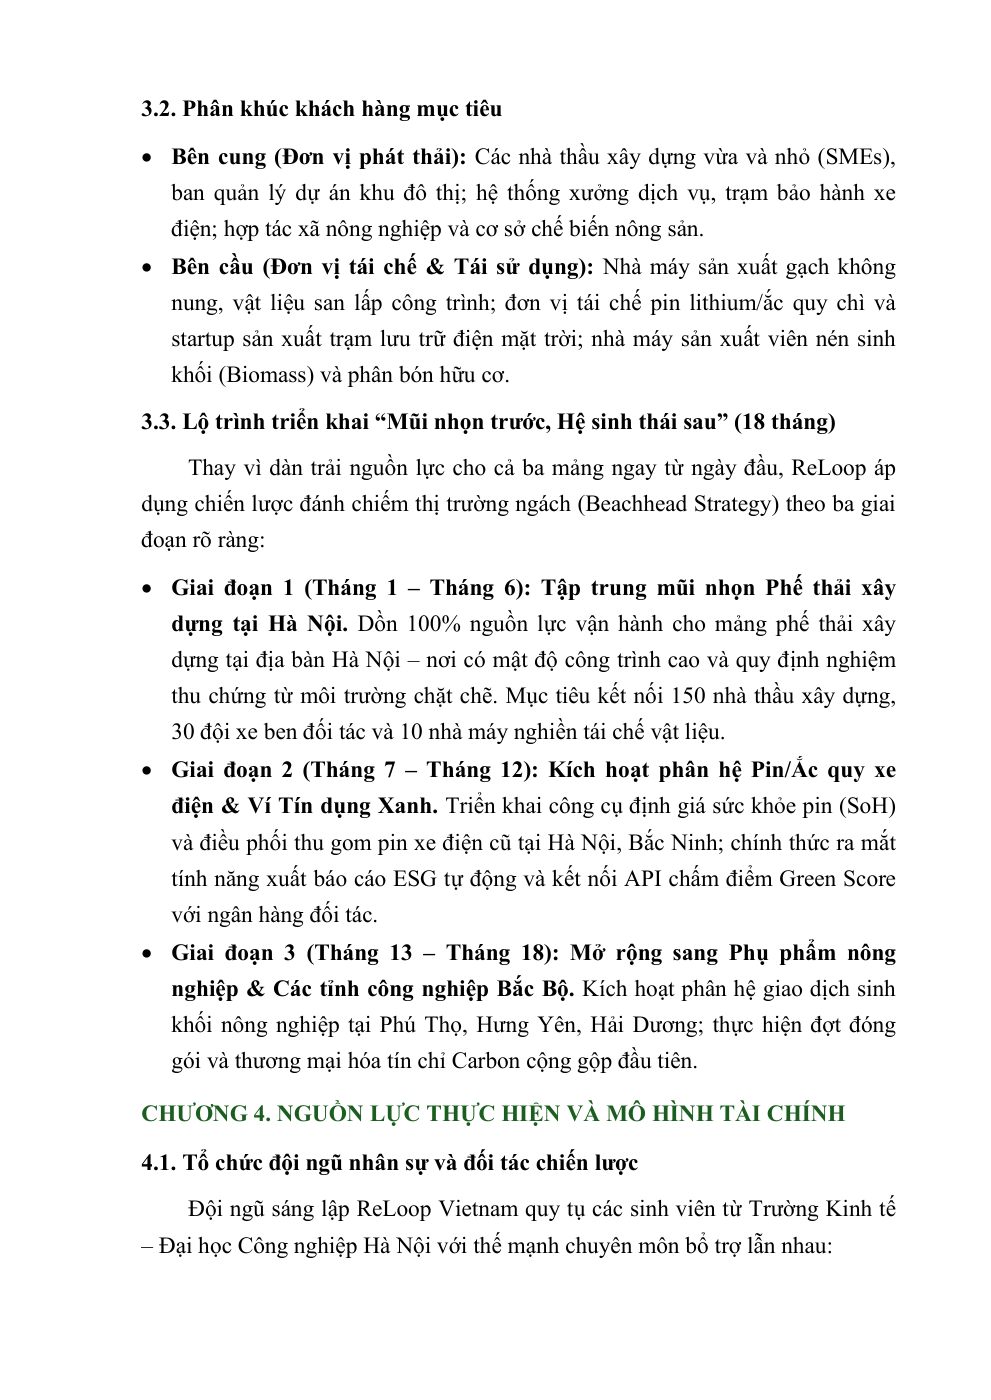 3.2. Phân khúc khách hàng mục tiêu
• Bên cung (Đơn vị phát thải): Các nhà thầu xây dựng vừa và nhỏ (SMEs),
ban quản lý dự án khu đô thị; hệ thống xưởng dịch vụ, trạm bảo hành xe
điện; hợp tác xã nông nghiệp và cơ sở chế biến nông sản.
• Bên cầu (Đơn vị tái chế & Tái sử dụng): Nhà máy sản xuất gạch không
nung, vật liệu san lấp công trình; đơn vị tái chế pin lithium/ắc quy chì và
startup sản xuất trạm lưu trữ điện mặt trời; nhà máy sản xuất viên nén sinh
khối (Biomass) và phân bón hữu cơ.
3.3. Lộ trình triển khai “Mũi nhọn trước, Hệ sinh thái sau” (18 tháng)
Thay vì dàn trải nguồn lực cho cả ba mảng ngay từ ngày đầu, ReLoop áp
dụng chiến lược đánh chiếm thị trường ngách (Beachhead Strategy) theo ba giai
đoạn rõ ràng:
• Giai đoạn 1 (Tháng 1 – Tháng 6): Tập trung mũi nhọn Phế thải xây
dựng tại Hà Nội. Dồn 100% nguồn lực vận hành cho mảng phế thải xây
dựng tại địa bàn Hà Nội – nơi có mật độ công trình cao và quy định nghiệm
thu chứng từ môi trường chặt chẽ. Mục tiêu kết nối 150 nhà thầu xây dựng,
30 đội xe ben đối tác và 10 nhà máy nghiền tái chế vật liệu.
• Giai đoạn 2 (Tháng 7 – Tháng 12): Kích hoạt phân hệ Pin/Ắc quy xe
điện & Ví Tín dụng Xanh. Triển khai công cụ định giá sức khỏe pin (SoH)
và điều phối thu gom pin xe điện cũ tại Hà Nội, Bắc Ninh; chính thức ra mắt
tính năng xuất báo cáo ESG tự động và kết nối API chấm điểm Green Score
với ngân hàng đối tác.
• Giai đoạn 3 (Tháng 13 – Tháng 18): Mở rộng sang Phụ phẩm nông
nghiệp & Các tỉnh công nghiệp Bắc Bộ. Kích hoạt phân hệ giao dịch sinh
khối nông nghiệp tại Phú Thọ, Hưng Yên, Hải Dương; thực hiện đợt đóng
gói và thương mại hóa tín chỉ Carbon cộng gộp đầu tiên.
CHƯƠNG 4. NGUỒN LỰC THỰC HIỆN VÀ MÔ HÌNH TÀI CHÍNH
4.1. Tổ chức đội ngũ nhân sự và đối tác chiến lược
Đội ngũ sáng lập ReLoop Vietnam quy tụ các sinh viên từ Trường Kinh tế
– Đại học Công nghiệp Hà Nội với thế mạnh chuyên môn bổ trợ lẫn nhau: